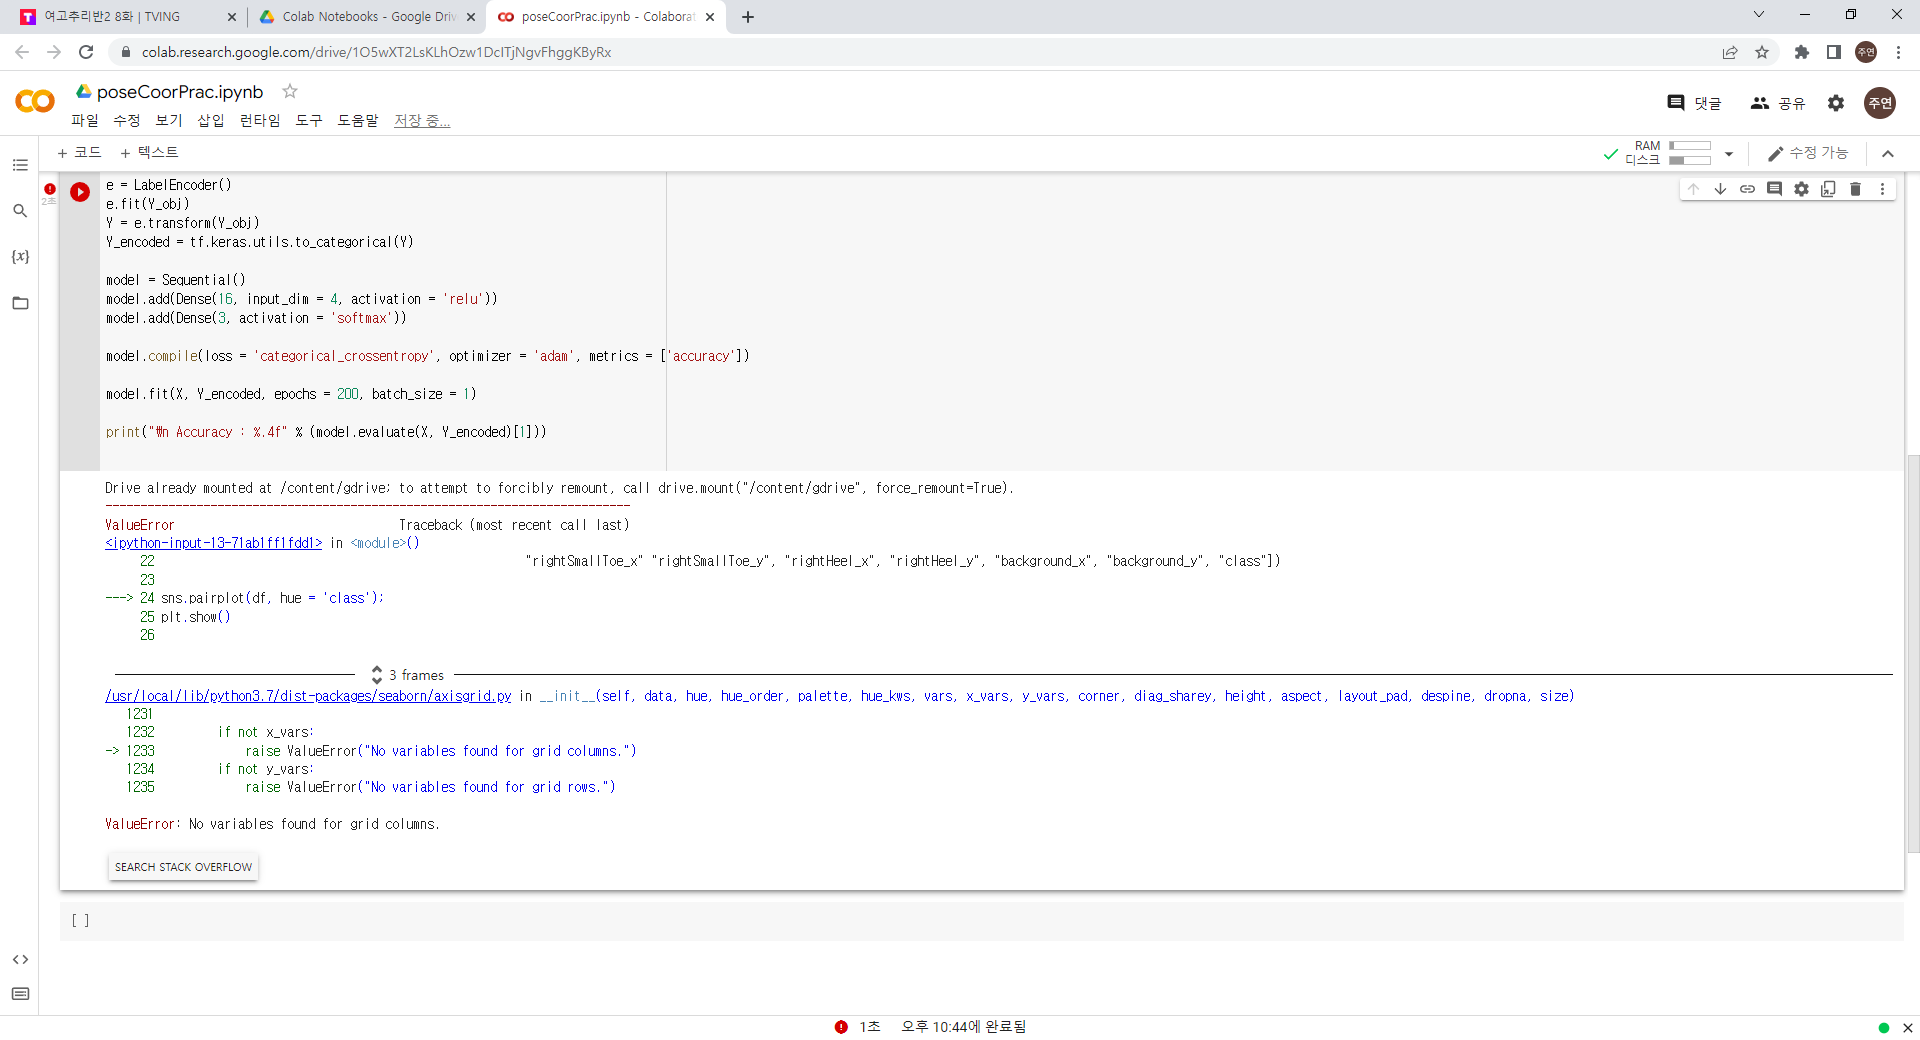 여고추리반2 8화 | TVING
Colab Notebooks - Google Driv
poseCoorPrac.ipynb - Colaborat
colab.research.google.com/drive/1O5wXT2LsKLhOzw1DcITjNgvFhggKByRx
주연
CO
poseCoorPrac.ipynb
댓글
공유
주연
파일 수정 보기 삽입 런타임 도구 도움말 저장 중...
+ 코드 + 텍스트
RAM
디스크
수정 가능
2초
{x}
e = LabelEncoder()
e.fit(Y_obj)
Y = e.transform(Y_obj)
Y_encoded = tf.keras.utils.to_categorical(Y)
model = Sequential()
model.add(Dense(16, input_dim = 4, activation = 'relu'))
model.add(Dense(3, activation = 'softmax'))
model.compile(loss = 'categorical_crossentropy', optimizer = 'adam', metrics = ['accuracy'])
model.fit(X, Y_encoded, epochs = 200, batch_size = 1)
print("₩n Accuracy : %.4f" % (model.evaluate(X, Y_encoded)[1]))
Drive already mounted at /content/gdrive; to attempt to forcibly remount, call drive.mount("/content/gdrive", force_remount=True).
---------------------------------------------------------------------------
ValueError Traceback (most recent call last)
<ipython-input-13-71ab1ff1fdd1> in <module>()
22 "rightSmallToe_x" "rightSmallToe_y", "rightHeel_x", "rightHeel_y", "background_x", "background_y", "class"])
23
---> 24 sns.pairplot(df, hue = 'class');
25 plt.show()
26
3 frames
/usr/local/lib/python3.7/dist-packages/seaborn/axisgrid.py in __init__(self, data, hue, hue_order, palette, hue_kws, vars, x_vars, y_vars, corner, diag_sharey, height, aspect, layout_pad, despine, dropna, size)
1231
1232 if not x_vars:
-> 1233 raise ValueError("No variables found for grid columns.")
1234 if not y_vars:
1235 raise ValueError("No variables found for grid rows.")
ValueError: No variables found for grid columns.
SEARCH STACK OVERFLOW
[ ]
1초 오후 10:44에 완료됨